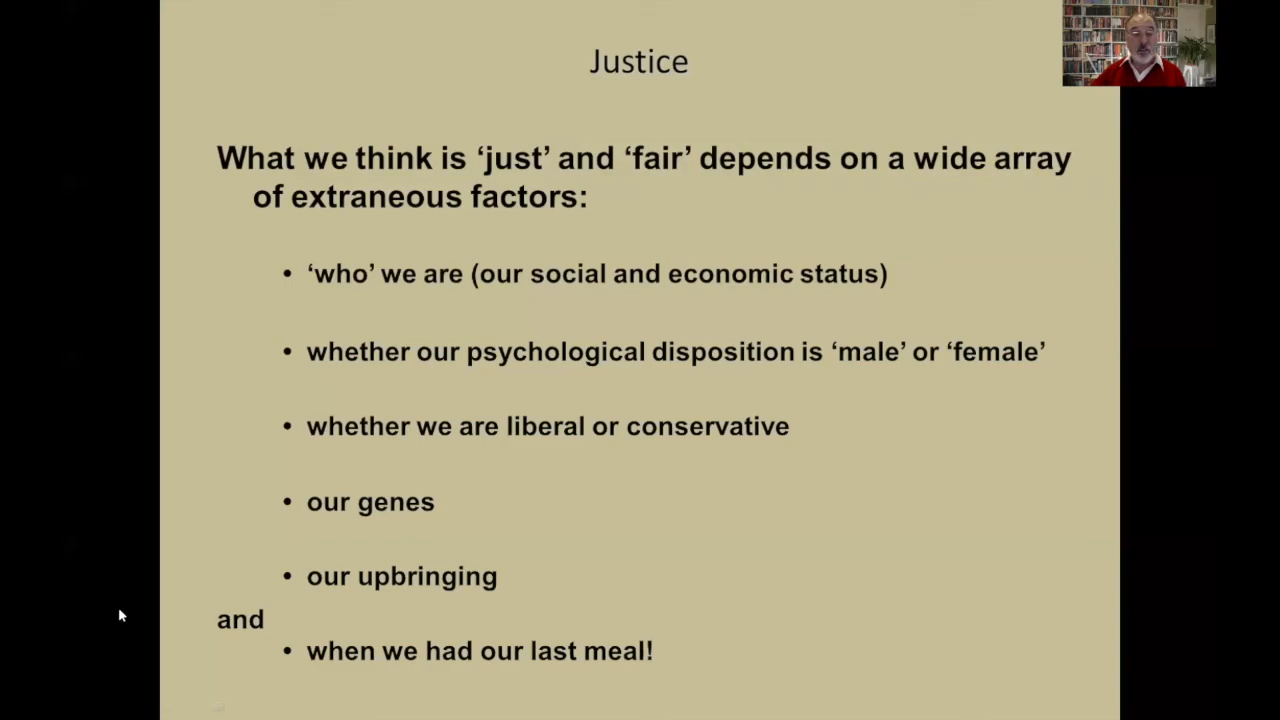 Justice
What we think is ‘just’ and ‘fair’ depends on a wide array
of extraneous factors:
• ‘who’ we are (our social and economic status)
• whether our psychological disposition is ‘male’ or ‘female’
• whether we are liberal or conservative
• our genes
• our upbringing
and
• when we had our last meal!